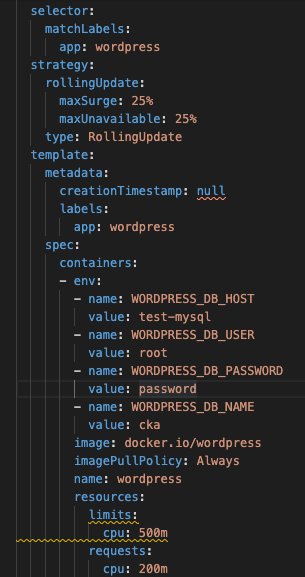 selector:
  matchLabels:
    app: wordpress
strategy:
  rollingUpdate:
    maxSurge: 25%
    maxUnavailable: 25%
  type: RollingUpdate
template:
  metadata:
    creationTimestamp: null
    labels:
      app: wordpress
  spec:
    containers:
    - env:
      - name: WORDPRESS_DB_HOST
        value: test-mysql
      - name: WORDPRESS_DB_USER
        value: root
      - name: WORDPRESS_DB_PASSWORD
        value: password
      - name: WORDPRESS_DB_NAME
        value: cka
      image: docker.io/wordpress
      imagePullPolicy: Always
      name: wordpress
      resources:
        limits:
          cpu: 500m
        requests:
          cpu: 200m